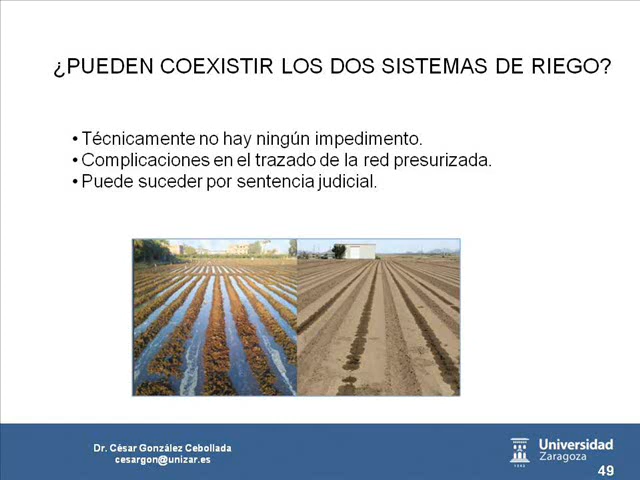 ¿PUEDEN COEXISTIR LOS DOS SISTEMAS DE RIEGO?
• Técnicamente no hay ningún impedimento.
• Complicaciones en el trazado de la red presurizada.
• Puede suceder por sentencia judicial.
Dr. César González Cebollada
cesargon@unizar.es
Universidad
Zaragoza
1542
49